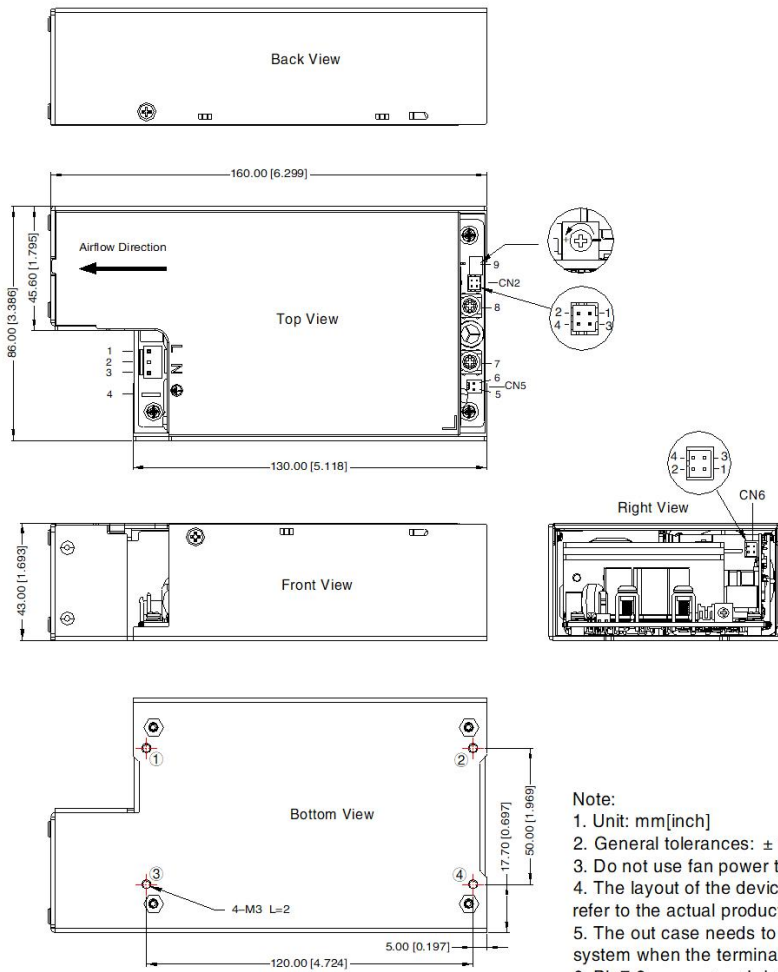 Back View
160.00 [6.299]
86.00 [3.386]
45.60 [1.795]
Airflow Direction
Top View
+
9
CN2
8
2
1
4
3
7
6
CN5
5
1
2
3
4
L
N
130.00 [5.118]
4
3
2
1
CN6
Right View
43.00 [1.693]
Front View
1
2
Bottom View
3
4
4-M3 L=2
17.70 [0.697]
50.00 [1.969]
5.00 [0.197]
120.00 [4.724]
Note:
1. Unit: mm[inch]
2. General tolerances: ±
3. Do not use fan power
4. The layout of the
refer to the actual
5. The out case needs to
system when the